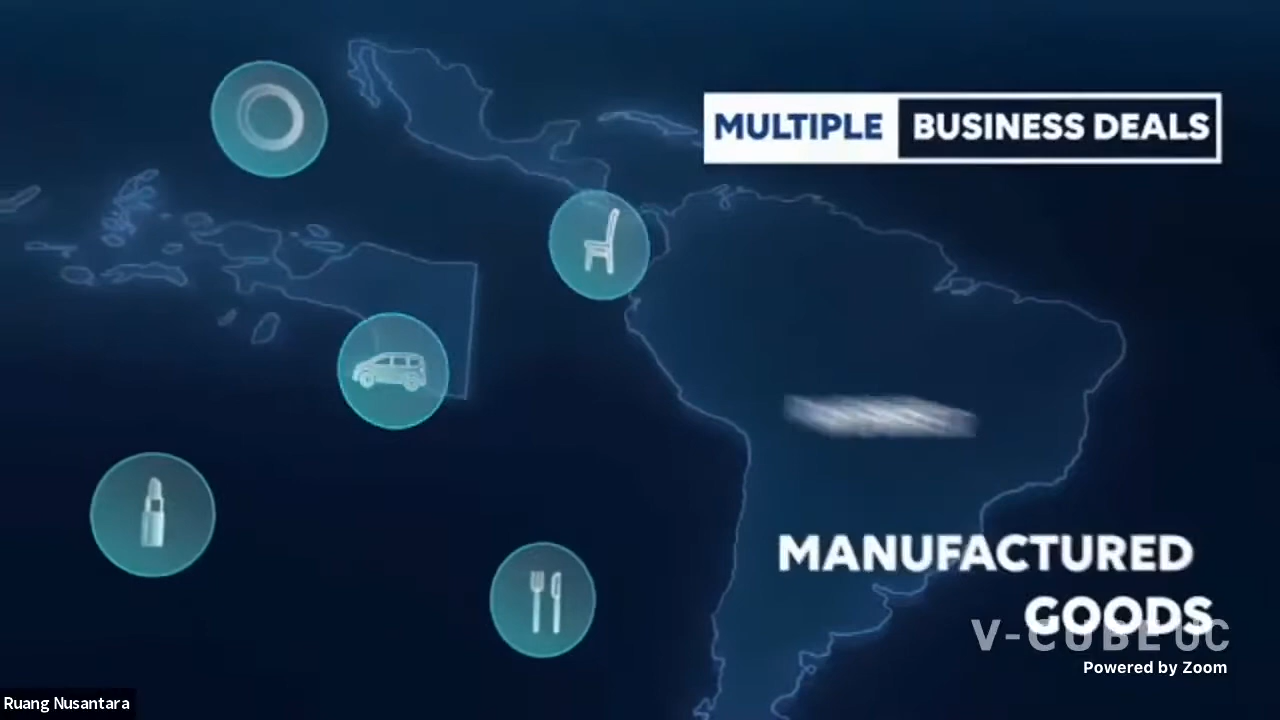 MULTIPLE BUSINESS DEALS
MANUFACTURED
GOODS
V-CUBE UC
Powered by Zoom
Ruang Nusantara